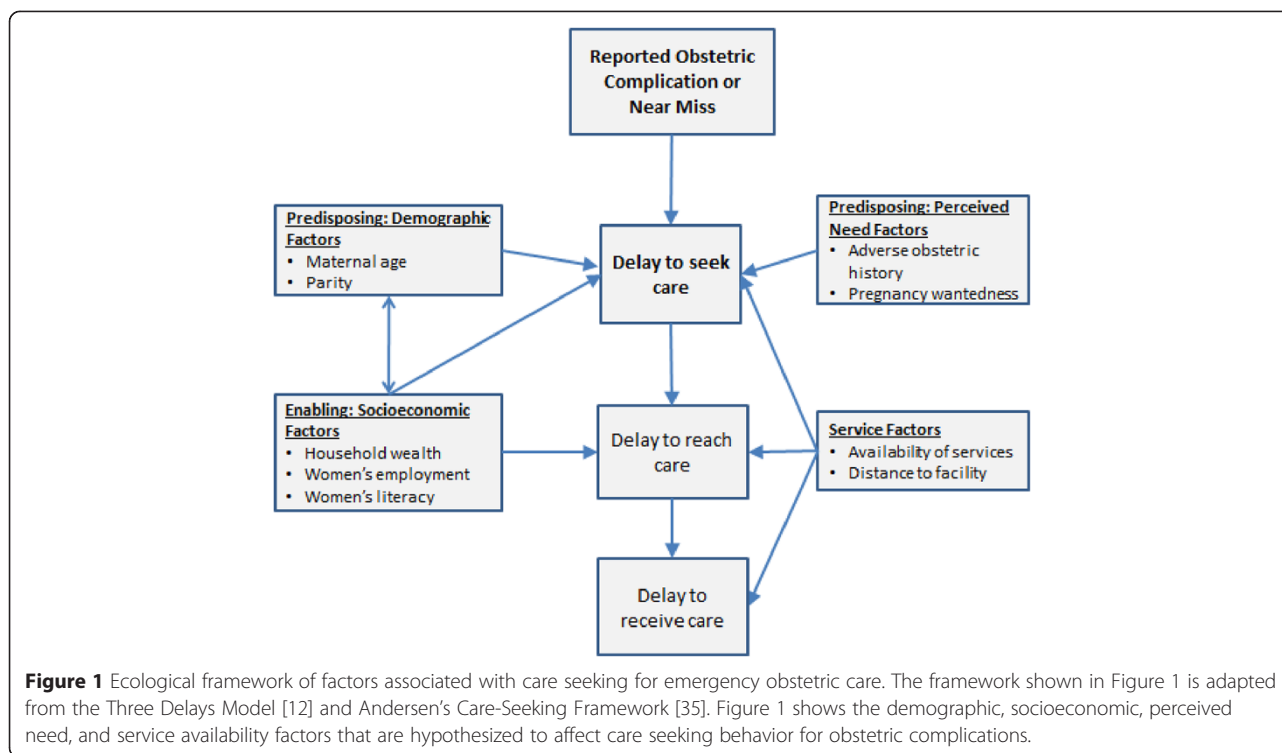 Reported Obstetric
Complication or
Near Miss
Predisposing: Demographic
Factors
• Maternal age
• Parity
Delay to seek
care
Predisposing: Perceived
Need Factors
• Adverse obstetric
history
• Pregnancy wantedness
Enabling: Socioeconomic
Factors
• Household wealth
• Women's employment
• Women's literacy
Delay to reach
care
Service Factors
• Availability of services
• Distance to facility
Delay to
receive care
Figure 1 Ecological framework of factors associated with care seeking for emergency obstetric care. The framework shown in Figure 1 is adapted
from the Three Delays Model [12] and Andersen's Care-Seeking Framework [35]. Figure 1 shows the demographic, socioeconomic, perceived
need, and service availability factors that are hypothesized to affect care seeking behavior for obstetric complications.